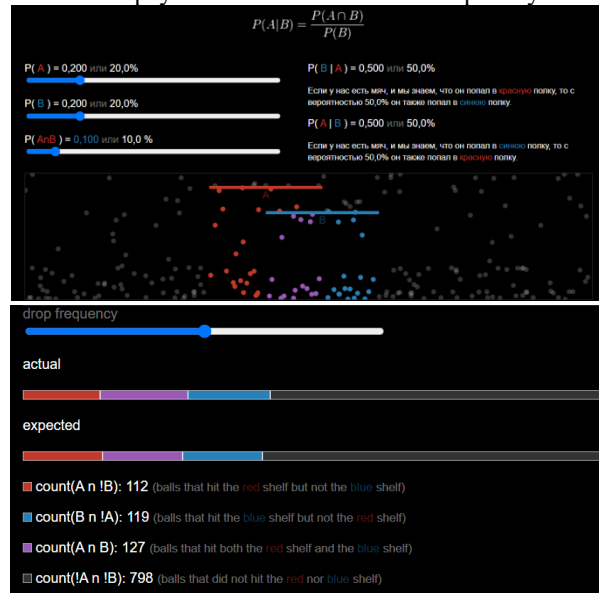 P(A|B) = P(A ∩ B) / P(B)
P( A ) = 0,200 или 20,0%
P( B ) = 0,200 или 20,0%
P( AnB ) = 0,100 или 10,0 %
P( B | A ) = 0,500 или 50,0%
Если у нас есть мяч, и мы знаем, что он попал в красную полку, то с
вероятностью 50,0% он также попал в синюю полку.
P( A | B ) = 0,500 или 50,0%
Если у нас есть мяч, и мы знаем, что он попал в синюю полку, то с
вероятностью 50,0% он также попал в красную полку.
A
B
drop frequency
actual
expected
count(A n !B): 112 (balls that hit the red shelf but not the blue shelf)
count(B n !A): 119 (balls that hit the blue shelf but not the red shelf)
count(A n B): 127 (balls that hit both the red shelf and the blue shelf)
count(!A n !B): 798 (balls that did not hit the red nor blue shelf)